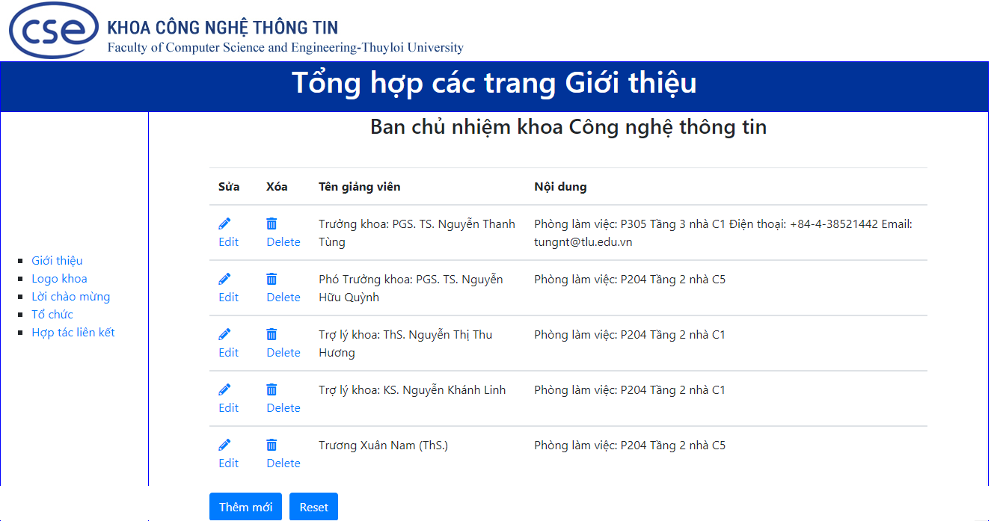 cse
KHOA CÔNG NGHỆ THÔNG TIN
Faculty of Computer Science and Engineering-Thuyloi University
Tổng hợp các trang Giới thiệu
Giới thiệu
Logo khoa
Lời chào mừng
Tổ chức
Hợp tác liên kết
Ban chủ nhiệm khoa Công nghệ thông tin
Sửa Xóa Tên giảng viên Nội dung
Edit Delete Trưởng khoa: PGS. TS. Nguyễn Thanh Tùng Phòng làm việc: P305 Tầng 3 nhà C1 Điện thoại: +84-4-38521442 Email: tungnt@tlu.edu.vn
Edit Delete Phó Trưởng khoa: PGS. TS. Nguyễn Hữu Quỳnh Phòng làm việc: P204 Tầng 2 nhà C5
Edit Delete Trợ lý khoa: ThS. Nguyễn Thị Thu Hương Phòng làm việc: P204 Tầng 2 nhà C1
Edit Delete Trợ lý khoa: KS. Nguyễn Khánh Linh Phòng làm việc: P204 Tầng 2 nhà C1
Edit Delete Trương Xuân Nam (ThS.) Phòng làm việc: P204 Tầng 2 nhà C5
Thêm mới Reset